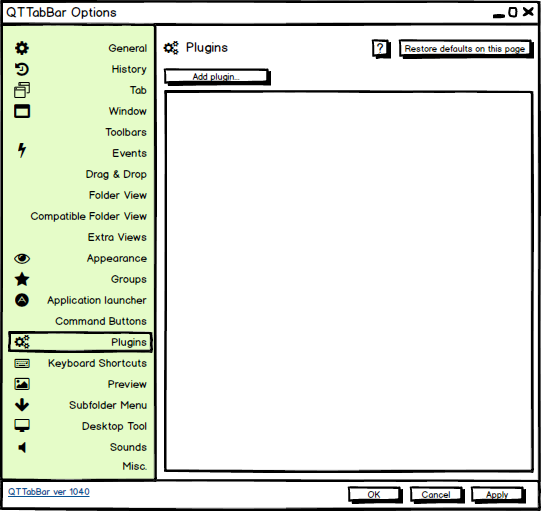 QTTabBar Options
General
History
Tab
Window
Toolbars
Events
Drag & Drop
Folder View
Compatible Folder View
Extra Views
Appearance
Groups
Application launcher
Command Buttons
Plugins
Keyboard Shortcuts
Preview
Subfolder Menu
Desktop Tool
Sounds
Misc.
Plugins
?
Restore defaults on this page
Add plugin...
QTTabBar ver 1040
OK
Cancel
Apply